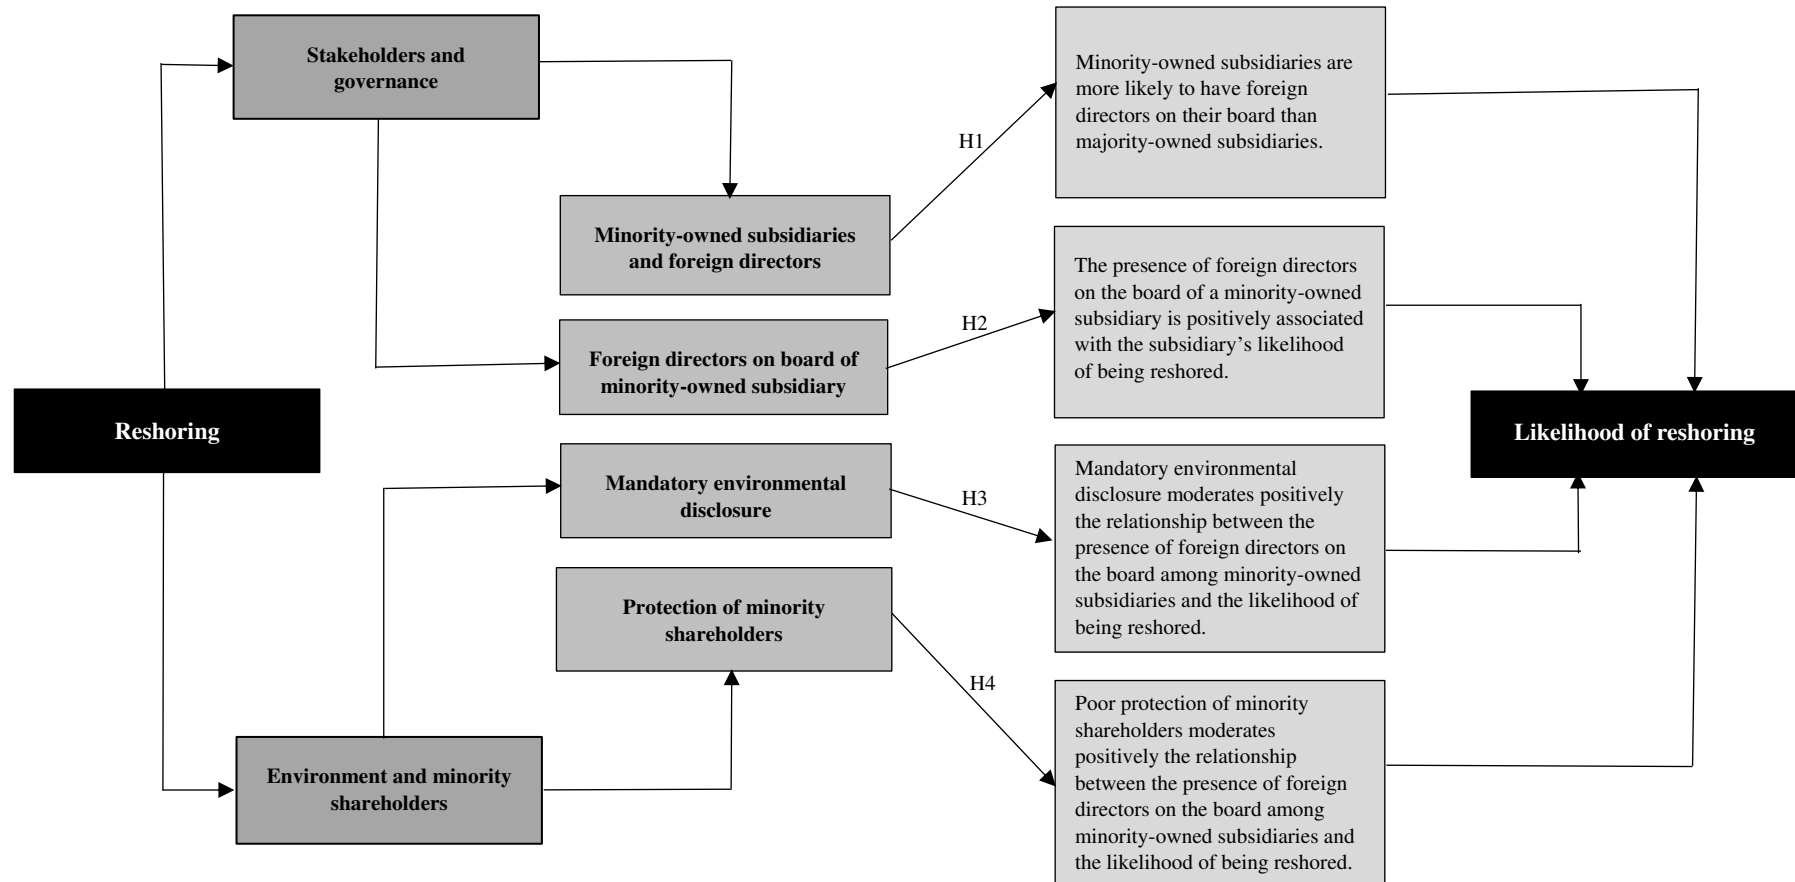 Stakeholders and
governance
Minority-owned subsidiaries
and foreign directors
Foreign directors on board of
minority-owned subsidiary
Reshoring
Mandatory environmental
disclosure
Protection of minority
shareholders
Environment and minority
shareholders
H1
H2
H3
H4
Minority-owned subsidiaries are
more likely to have foreign
directors on their board than
majority-owned subsidiaries.
The presence of foreign directors
on the board of a minority-owned
subsidiary is positively associated
with the subsidiary’s likelihood
of being reshored.
Mandatory environmental
disclosure moderates positively
the relationship between the
presence of foreign directors on
the board among minority-owned
subsidiaries and the likelihood of
being reshored.
Poor protection of minority
shareholders moderates
positively the relationship
between the presence of foreign
directors on the board among
minority-owned subsidiaries and
the likelihood of being reshored.
Likelihood of reshoring